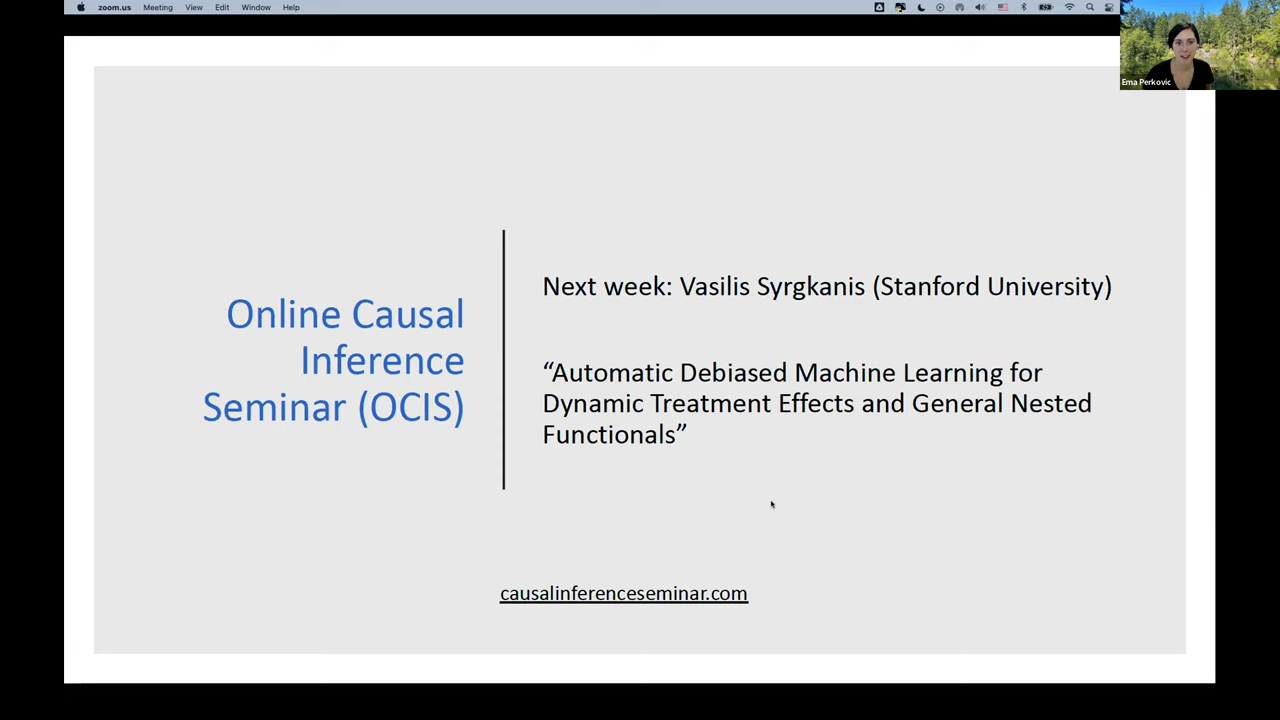 zoom.us Meeting View Edit Window Help
Ema Perkovic
Online Causal
Inference
Seminar (OCIS)
Next week: Vasilis Syrgkanis (Stanford University)
“Automatic Debiased Machine Learning for
Dynamic Treatment Effects and General Nested
Functionals”
causalinferenceseminar.com